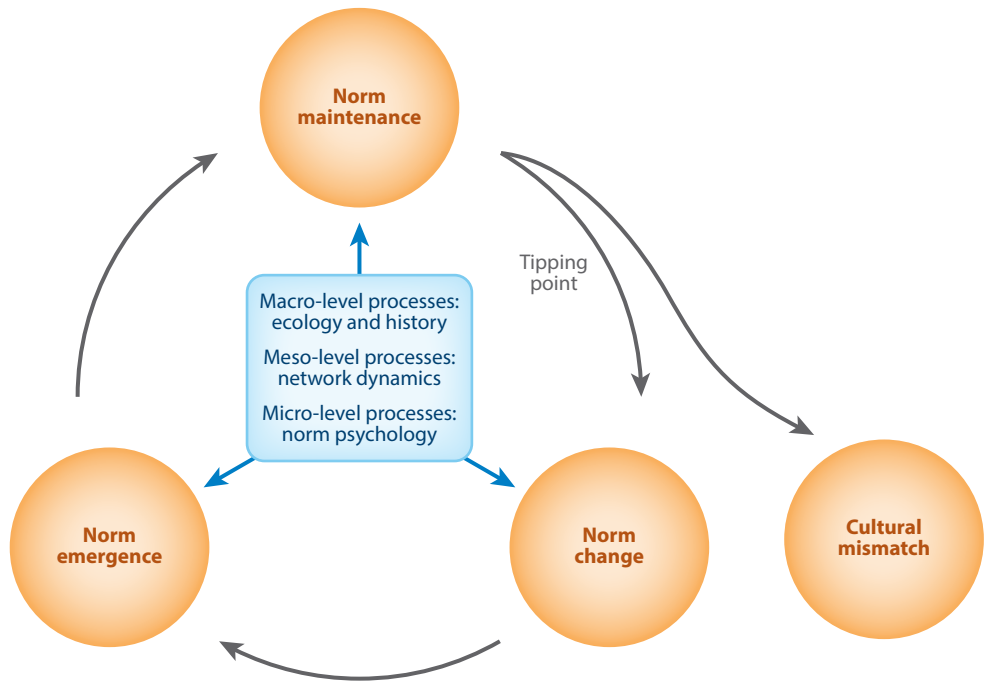 Norm
maintenance
Tipping
point
Macro-level processes:
ecology and history
Meso-level processes:
network dynamics
Micro-level processes:
norm psychology
Norm
emergence
Norm
change
Cultural
mismatch